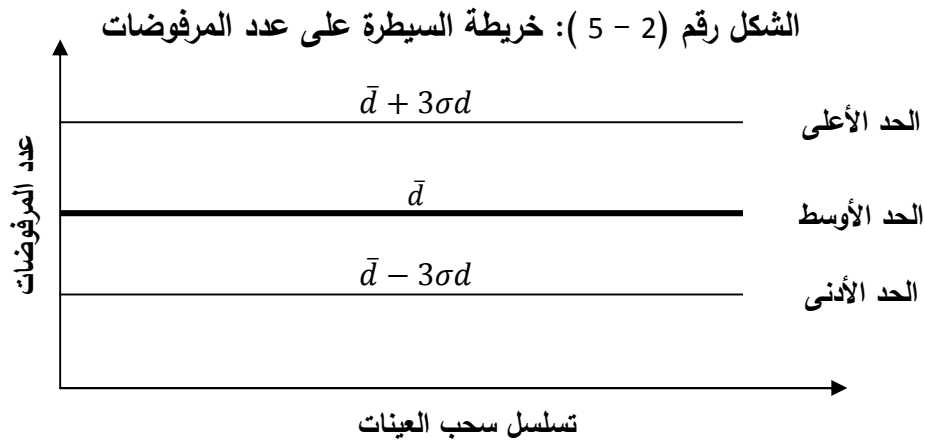 الشكل رقم (2 - 5 ): خريطة السيطرة على عدد المرفوضات
d̄ + 3σd
الحد الأعلى
d̄
الحد الأوسط
d̄ − 3σd
الحد الأدنى
عدد المرفوضات
تسلسل سحب العينات